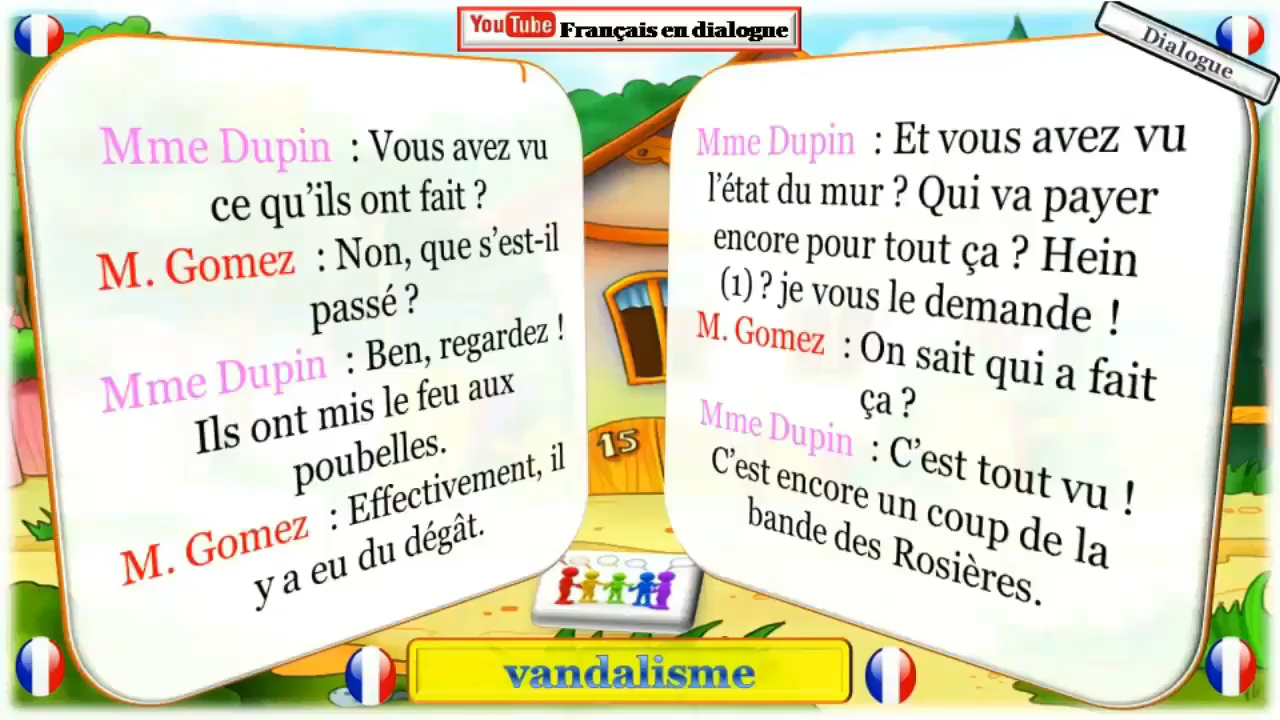 YouTube Français en dialogue
Dialogue
Mme Dupin : Vous avez vu
ce qu’ils ont fait ?
M. Gomez : Non, que s’est-il
passé ?
Mme Dupin : Ben, regardez !
Ils ont mis le feu aux
poubelles.
M. Gomez : Effectivement, il
y a eu du dégât.
Mme Dupin : Et vous avez vu
l’état du mur ? Qui va payer
encore pour tout ça ? Hein
(1) ? je vous le demande !
M. Gomez : On sait qui a fait
ça ?
Mme Dupin : C’est tout vu !
C’est encore un coup de la
bande des Rosières.
15
vandalisme